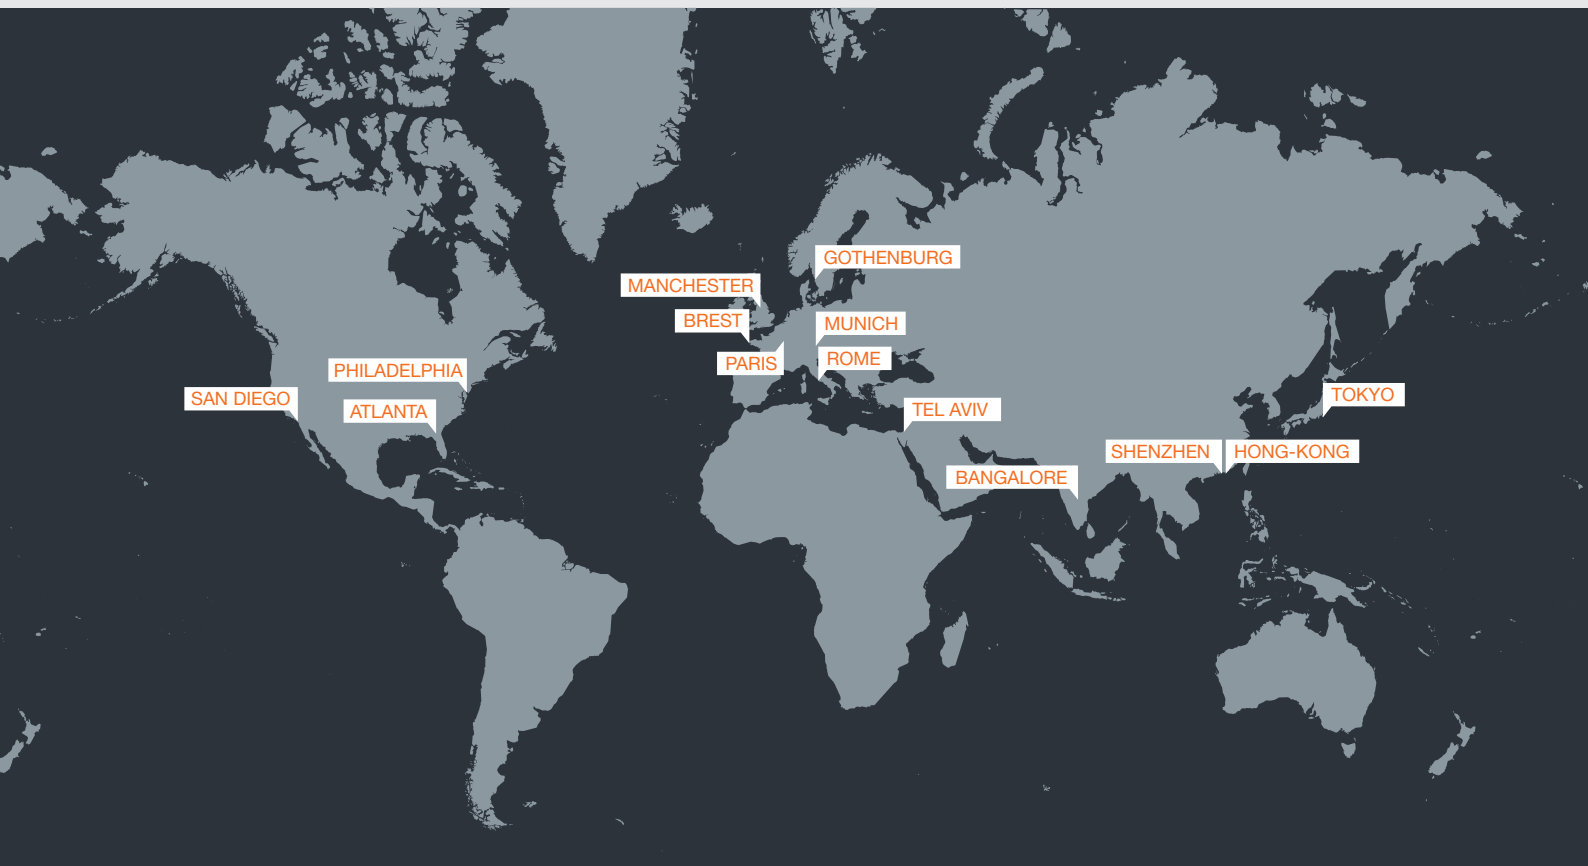 GOTHENBURG
MANCHESTER
BREST
MUNICH
PARIS
ROME
PHILADELPHIA
SAN DIEGO
ATLANTA
TOKYO
TEL AVIV
SHENZHEN
HONG-KONG
BANGALORE